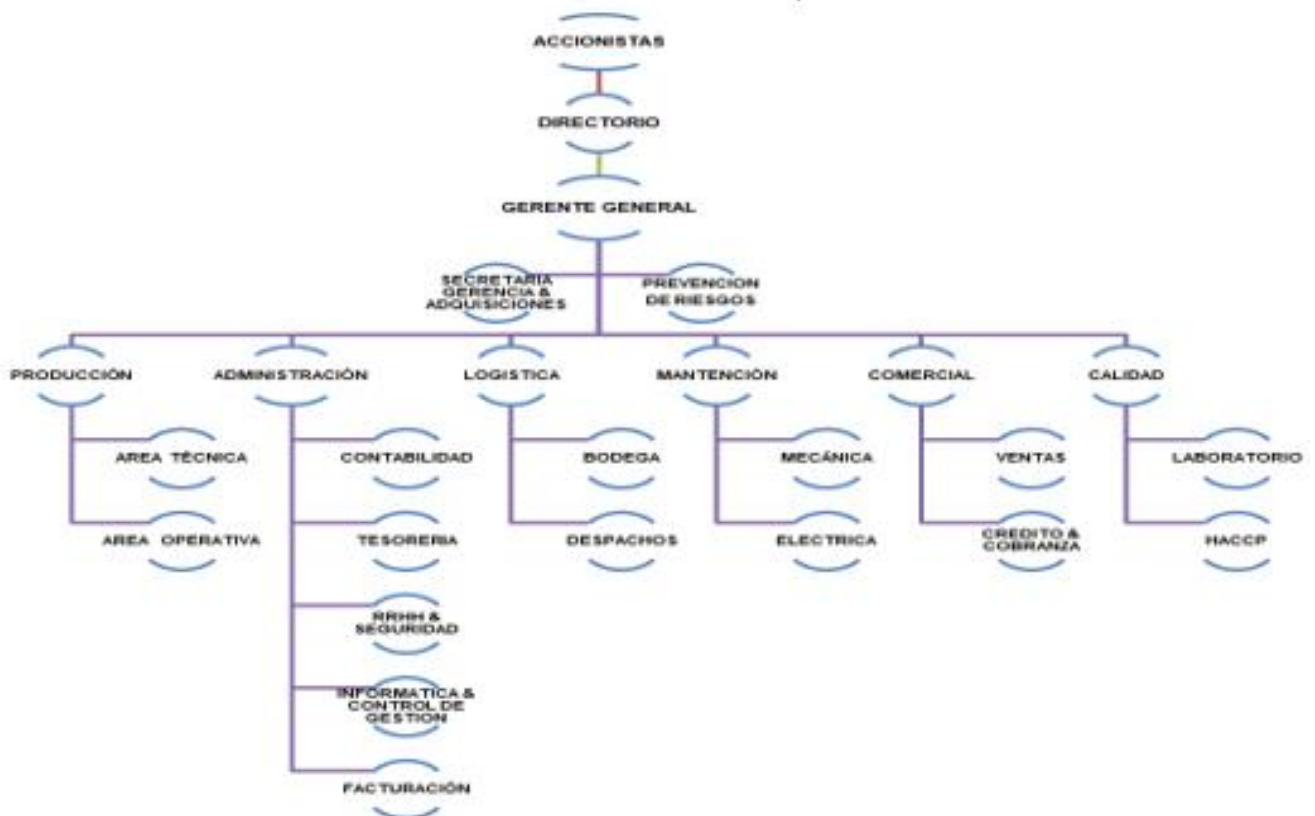 ACCIONISTAS
DIRECTORIO
GERENTE GENERAL
SECRETARIA
GERENCIA &
ADQUISICIONES
PREVENCION
DE RIESGOS
PRODUCCIÓN
ADMINISTRACIÓN
LOGISTICA
MANTENCIÓN
COMERCIAL
CALIDAD
AREA TÈCNICA
CONTABILIDAD
BODEGA
MECÁNICA
VENTAS
LABORATORIO
AREA OPERATIVA
TESORERIA
DESPACHOS
ELECTRICA
CREDITO &
COBRANZA
HACCP
RRHH &
SEGURIDAD
INFORMATICA &
CONTROL DE
GESTION
FACTURACIÓN